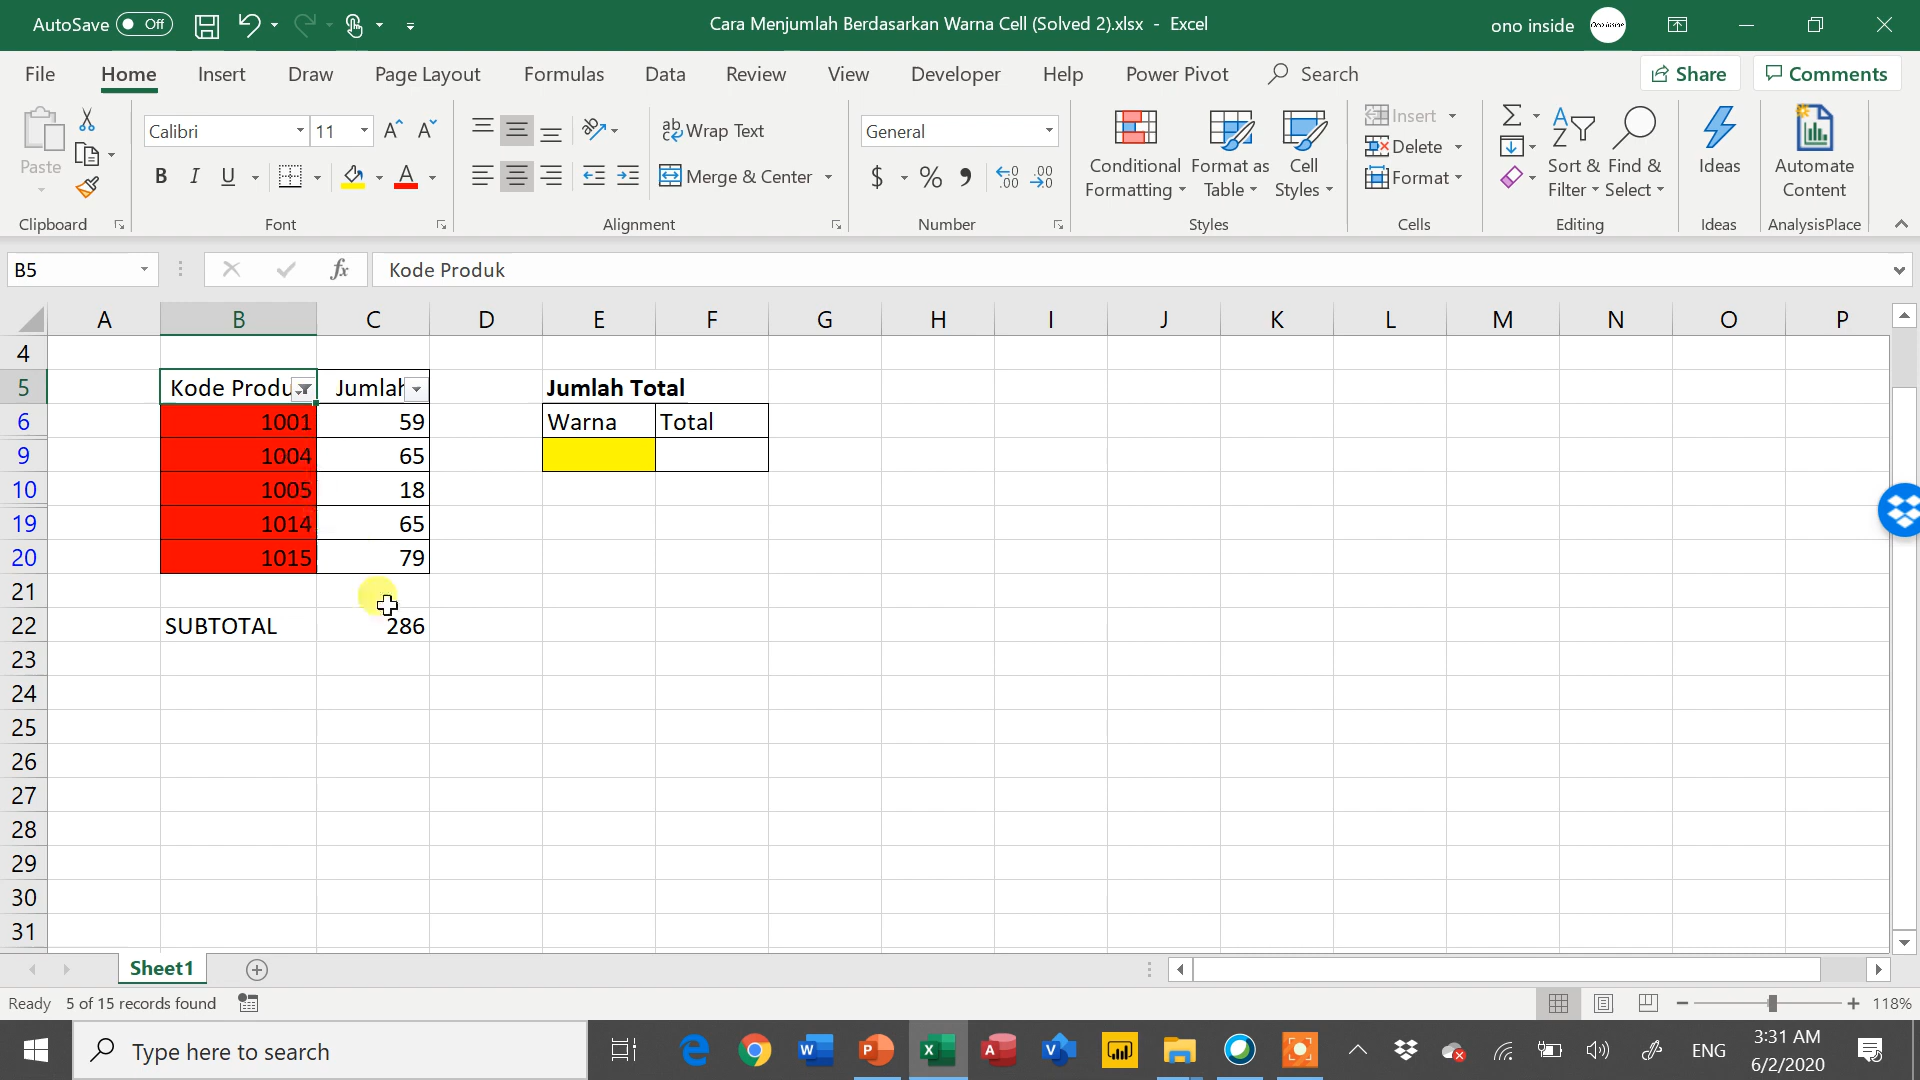 AutoSave Off
Cara Menjumlah Berdasarkan Warna Cell (Solved 2).xlsx - Excel
ono inside
File Home Insert Draw Page Layout Formulas Data Review View Developer Help Power Pivot Search Share Comments
Paste
Clipboard
Calibri 11
B I U
Font
Wrap Text
Merge & Center
Alignment
General
$ % ,
Number
Conditional Formatting
Format as Table
Cell Styles
Styles
Insert
Delete
Format
Cells
Sort & Filter
Find & Select
Editing
Ideas
Ideas
Automate Content
AnalysisPlace
B5
fx
Kode Produk
A B C D E F G H I J K L M N O P
4
5 Kode Produ Jumlah Jumlah Total
6 1001 59 Warna Total
9 1004 65
10 1005 18
19 1014 65
20 1015 79
21
22 SUBTOTAL 286
23
24
25
26
27
28
29
30
31
Sheet1
Ready 5 of 15 records found
118%
Type here to search
ENG
3:31 AM
6/2/2020